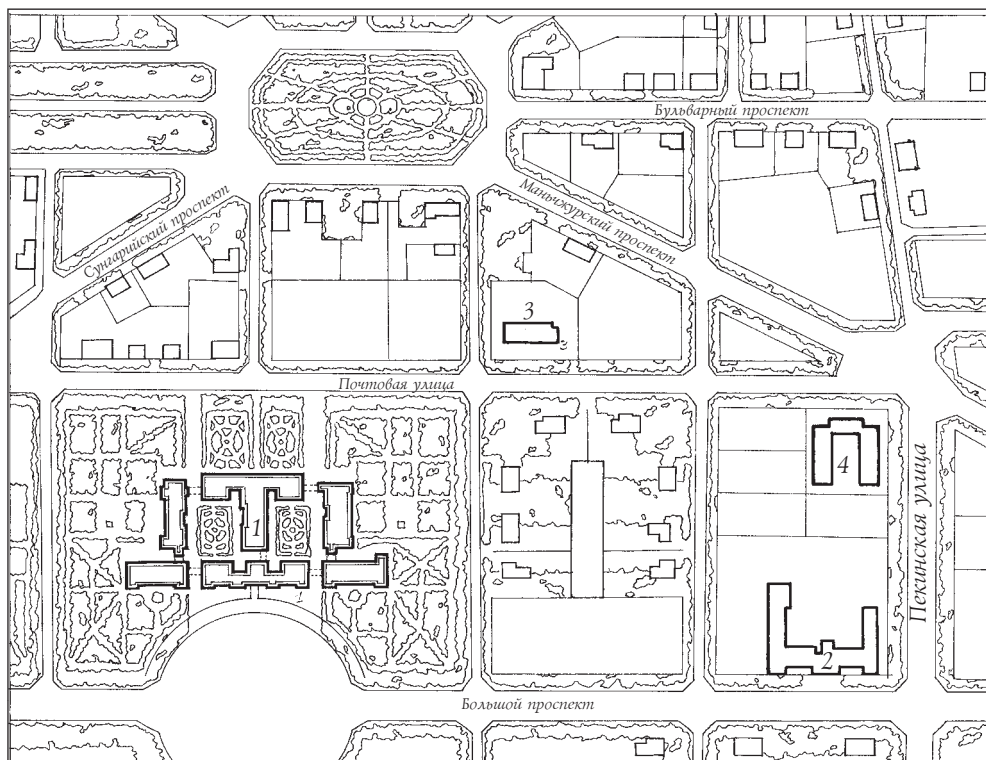 Бульварный проспект
Маньчжурский проспект
Сунгарийский проспект
3
Почтовая улица
4
Пекинская улица
1
2
Большой проспект